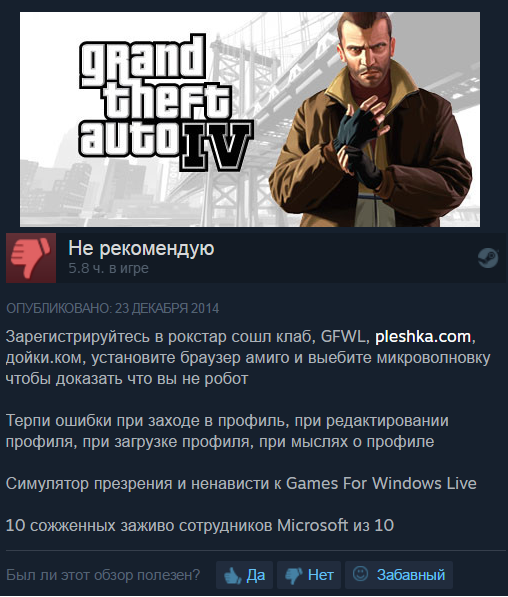 grand
theft
auto IV
Не рекомендую
5.8 ч. в игре
ОПУБЛИКОВАНО: 23 ДЕКАБРЯ 2014
Зарегистрируйтесь в рокстар сошл клаб, GFWL, pleshka.com,
дойки.ком, установите браузер амиго и выебите микроволновку
чтобы доказать что вы не робот
Терпи ошибки при заходе в профиль, при редактировании
профиля, при загрузке профиля, при мыслях о профиле
Симулятор презрения и ненависти к Games For Windows Live
10 сожженных заживо сотрудников Microsoft из 10
Был ли этот обзор полезен? Да Нет Забавный